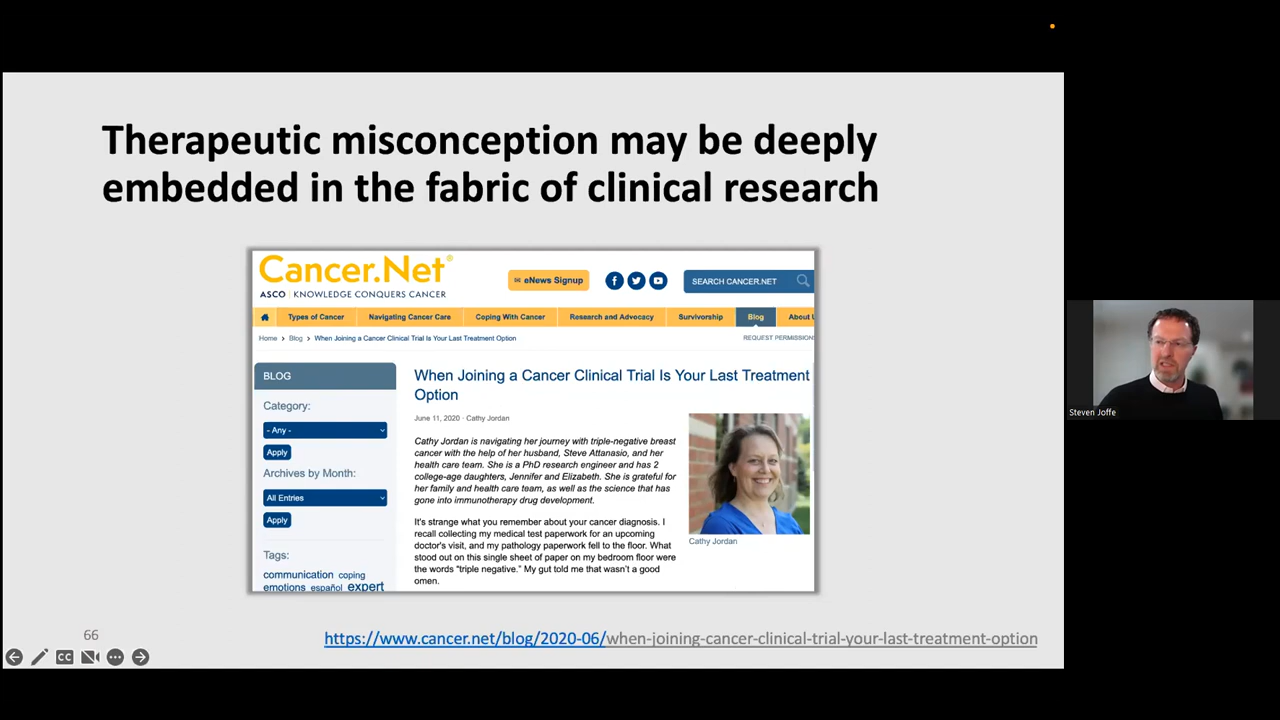 Therapeutic misconception may be deeply
embedded in the fabric of clinical research
Cancer.Net®
ASCO | KNOWLEDGE CONQUERS CANCER
eNews Signup
SEARCH CANCER.NET
Types of Cancer
Navigating Cancer Care
Coping With Cancer
Research and Advocacy
Survivorship
Blog
About U
Home > Blog > When Joining a Cancer Clinical Trial Is Your Last Treatment Option
REQUEST PERMISSIONS
BLOG
Category:
- Any -
Apply
Archives by Month:
All Entries
Apply
Tags:
communication coping
emotions español expert
When Joining a Cancer Clinical Trial Is Your Last Treatment
Option
June 11, 2020 · Cathy Jordan
Cathy Jordan is navigating her journey with triple-negative breast
cancer with the help of her husband, Steve Attanasio, and her
health care team. She is a PhD research engineer and has 2
college-age daughters, Jennifer and Elizabeth. She is grateful for
her family and health care team, as well as the science that has
gone into immunotherapy drug development.
It's strange what you remember about your cancer diagnosis. I
recall collecting my medical test paperwork for an upcoming
doctor's visit, and my pathology paperwork fell to the floor. What
stood out on this single sheet of paper on my bedroom floor were
the words “triple negative.” My gut told me that wasn't a good
omen.
Cathy Jordan
66
https://www.cancer.net/blog/2020-06/when-joining-cancer-clinical-trial-your-last-treatment-option
CC
Steven Joffe